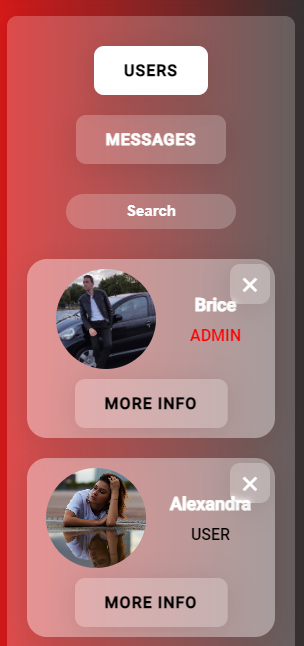 USERS
MESSAGES
Search
Brice
ADMIN
MORE INFO
Alexandra
USER
MORE INFO